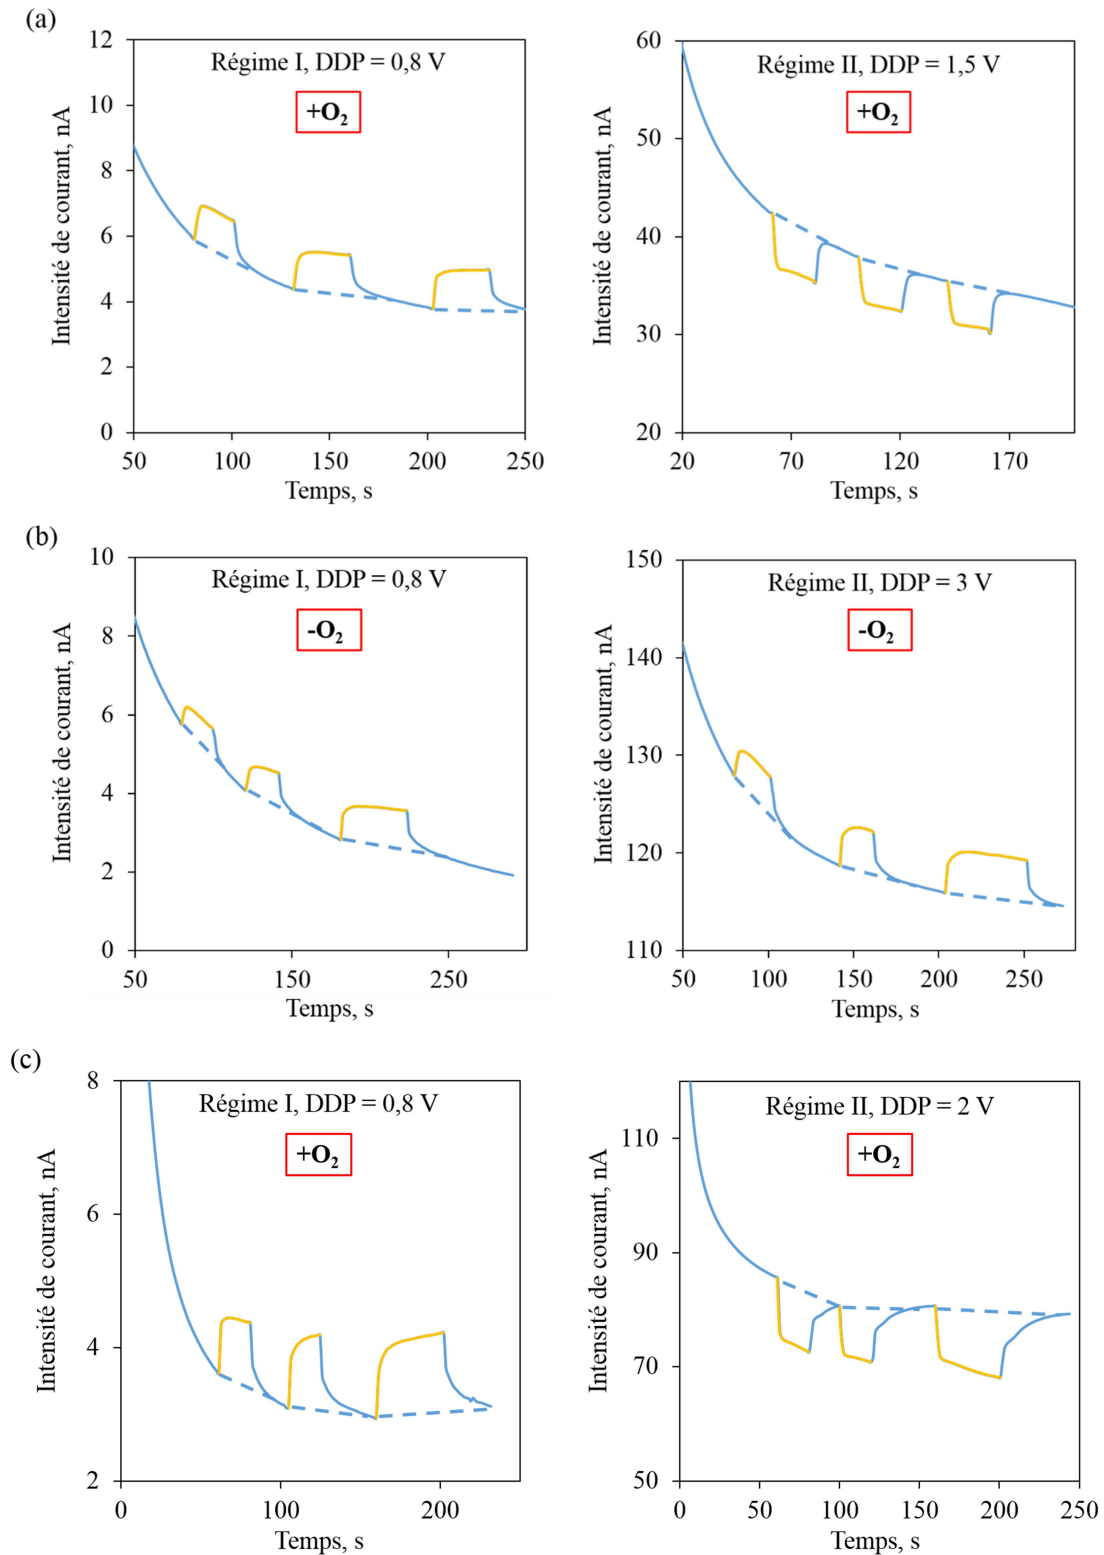 (a)
Régime I, DDP = 0,8 V
+O₂
Intensité de courant, nA
12
10
8
6
4
2
0
50 100 150 200 250
Temps, s
Régime II, DDP = 1,5 V
+O₂
Intensité de courant, nA
60
50
40
30
20
20 70 120 170
Temps, s
(b)
Régime I, DDP = 0,8 V
-O₂
Intensité de courant, nA
10
8
6
4
2
0
50 150 250
Temps, s
Régime II, DDP = 3 V
-O₂
Intensité de courant, nA
150
140
130
120
110
50 100 150 200 250
Temps, s
(c)
Régime I, DDP = 0,8 V
+O₂
Intensité de courant, nA
8
6
4
2
0 100 200
Temps, s
Régime II, DDP = 2 V
+O₂
Intensité de courant, nA
110
90
70
50
0 50 100 150 200 250
Temps, s